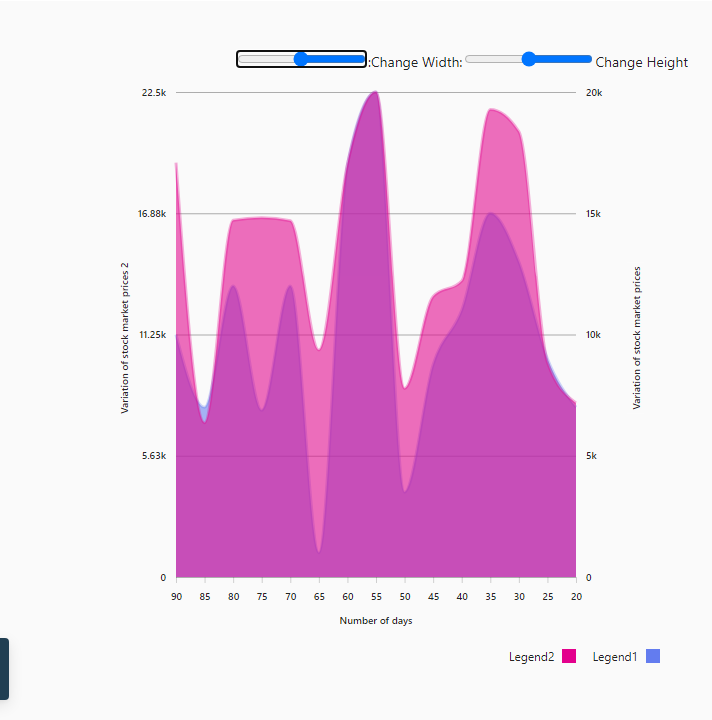 :Change Width: Change Height
22.5k 20k
16.88k 15k
11.25k 10k
5.63k 5k
0 0
Variation of stock market prices 2
Variation of stock market prices
90 85 80 75 70 65 60 55 50 45 40 35 30 25 20
Number of days
Legend2 Legend1